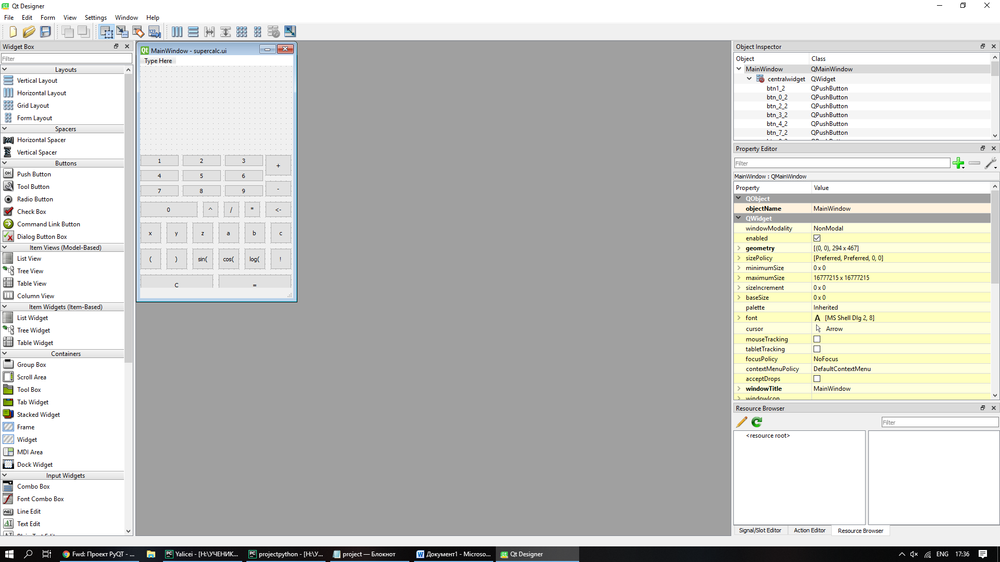 Qt Designer
File Edit Form View Settings Window Help
Widget Box
Filter
Layouts
Vertical Layout
Horizontal Layout
Grid Layout
Form Layout
Spacers
Horizontal Spacer
Vertical Spacer
Buttons
Push Button
Tool Button
Radio Button
Check Box
Command Link Button
Dialog Button Box
Item Views (Model-Based)
List View
Tree View
Table View
Column View
Item Widgets (Item-Based)
List Widget
Tree Widget
Table Widget
Containers
Group Box
Scroll Area
Tool Box
Tab Widget
Stacked Widget
Frame
Widget
MDI Area
Dock Widget
Input Widgets
Combo Box
Font Combo Box
Line Edit
Text Edit
MainWindow - supercalc.ui
Type Here
1 2 3 +
4 5 6
7 8 9 -
0 ^ / * <-
x y z a b c
( ) sin( cos( log( !
C =
Object Inspector
Object Class
MainWindow QMainWindow
centralwidget QWidget
btn1_2 QPushButton
btn_0_2 QPushButton
btn_2_2 QPushButton
btn_3_2 QPushButton
btn_4_2 QPushButton
btn_7_2 QPushButton
Property Editor
Filter
MainWindow : QMainWindow
Property Value
QObject
objectName MainWindow
QWidget
windowModality NonModal
enabled
geometry [(0, 0), 294 x 467]
sizePolicy [Preferred, Preferred, 0, 0]
minimumSize 0 x 0
maximumSize 16777215 x 16777215
sizeIncrement 0 x 0
baseSize 0 x 0
palette Inherited
font A [MS Shell Dlg 2, 8]
cursor Arrow
mouseTracking
tabletTracking
focusPolicy NoFocus
contextMenuPolicy DefaultContextMenu
acceptDrops
windowTitle MainWindow
windowIcon
Resource Browser
Filter
<resource root>
Signal/Slot Editor Action Editor Resource Browser
Fwd: Проект PyQT - ... Yalicei - [H:\УЧЕНИК... projectpython - [H:\У... project — Блокнот Документ1 - Microso... Qt Designer ENG 17:36